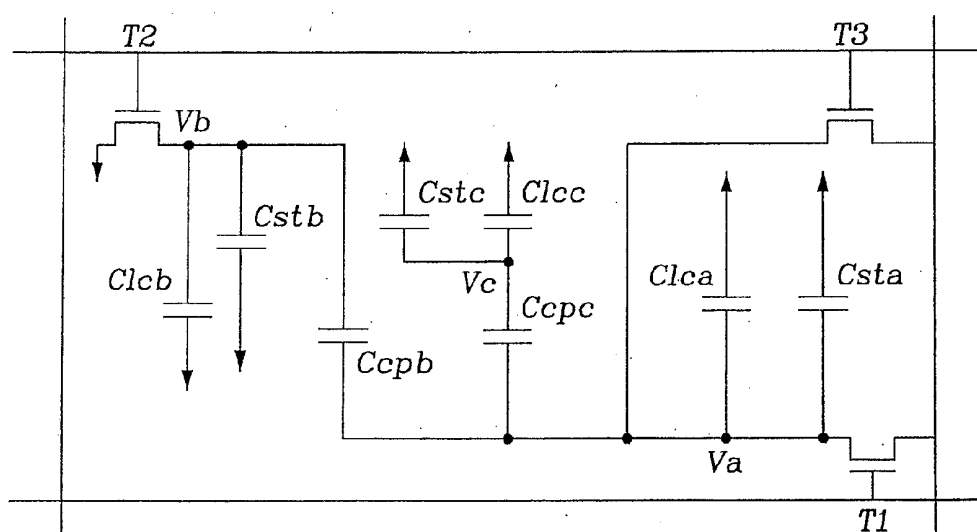 T2
T3
Vb
Cstc
Clcc
Cstb
Clcb
Vc
Clca
Csta
Ccpc
Ccpb
Va
T1